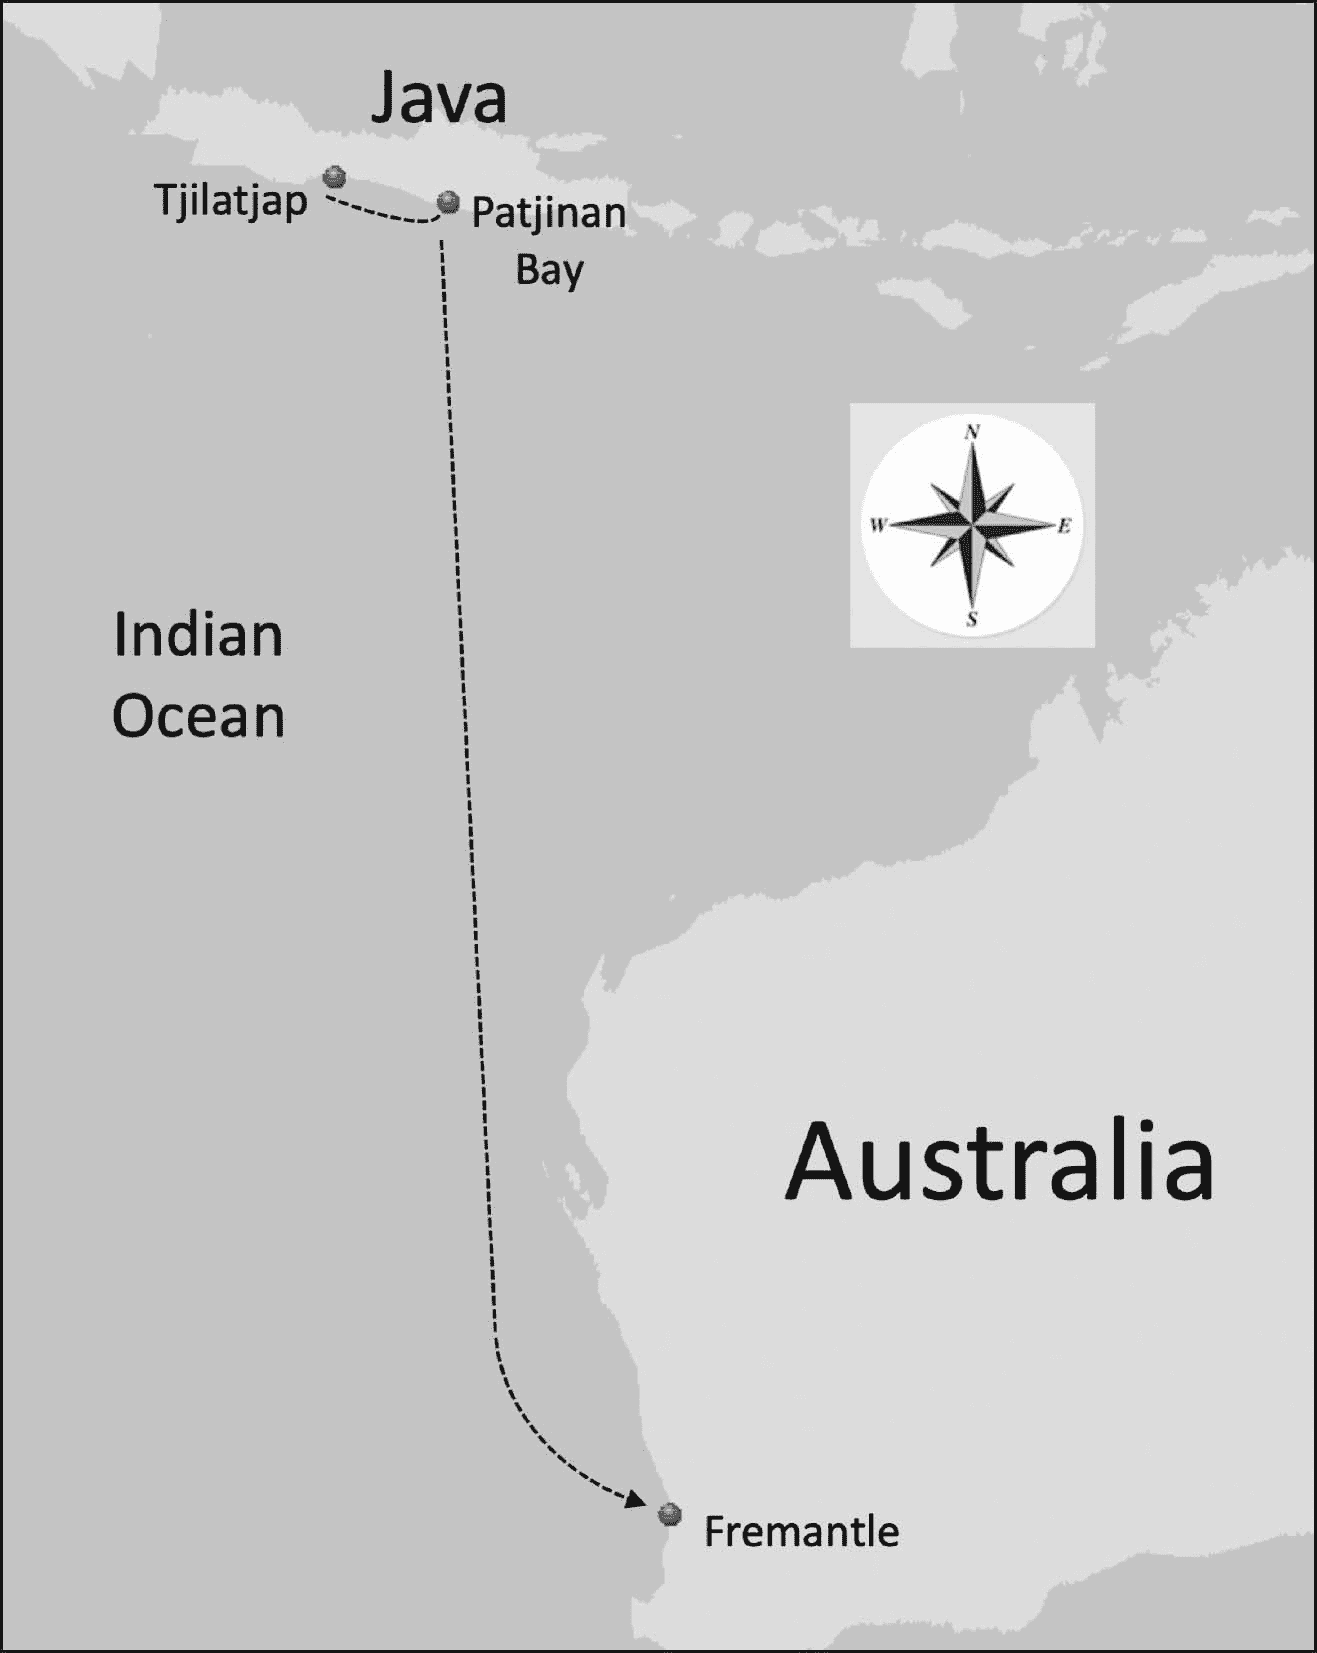 Java
Tjilatjap
Patjinan
Bay
N
W
E
S
Indian
Ocean
Australia
Fremantle